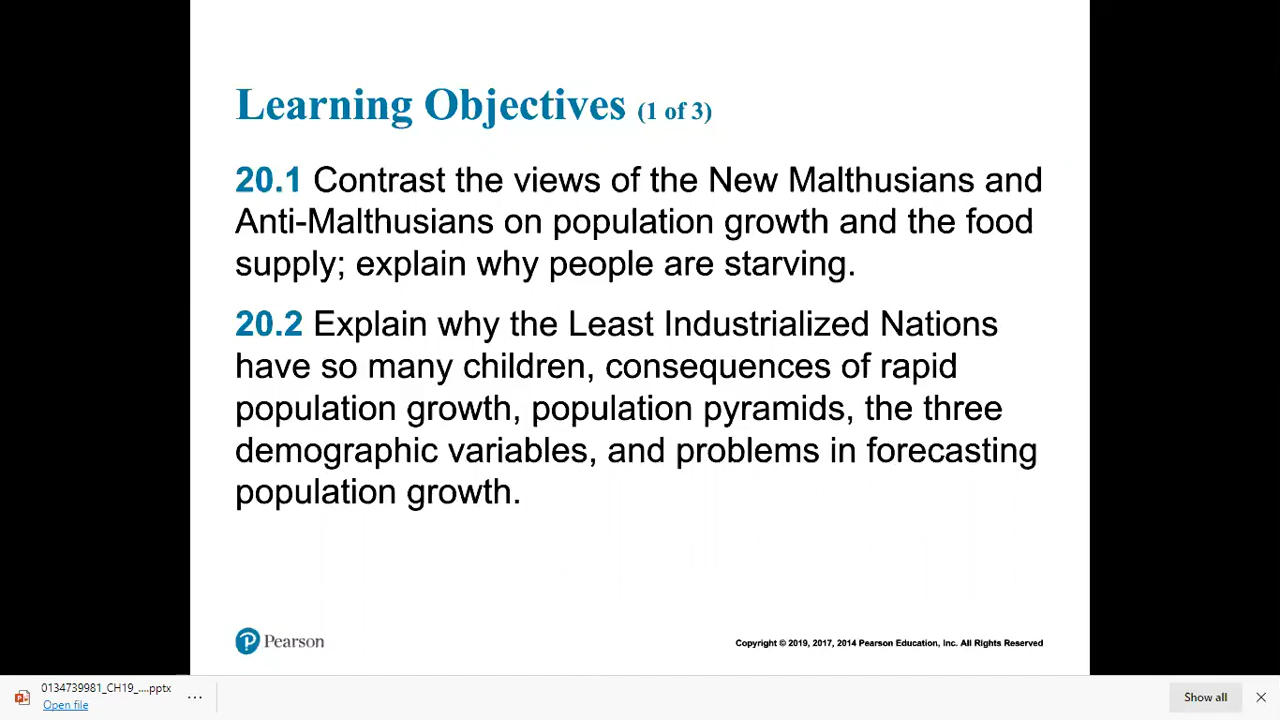 Learning Objectives (1 of 3)
20.1 Contrast the views of the New Malthusians and
Anti-Malthusians on population growth and the food
supply; explain why people are starving.
20.2 Explain why the Least Industrialized Nations
have so many children, consequences of rapid
population growth, population pyramids, the three
demographic variables, and problems in forecasting
population growth.
P Pearson
Copyright © 2019, 2017, 2014 Pearson Education, Inc. All Rights Reserved
0134739981_CH19_....pptx
Open file
Show all